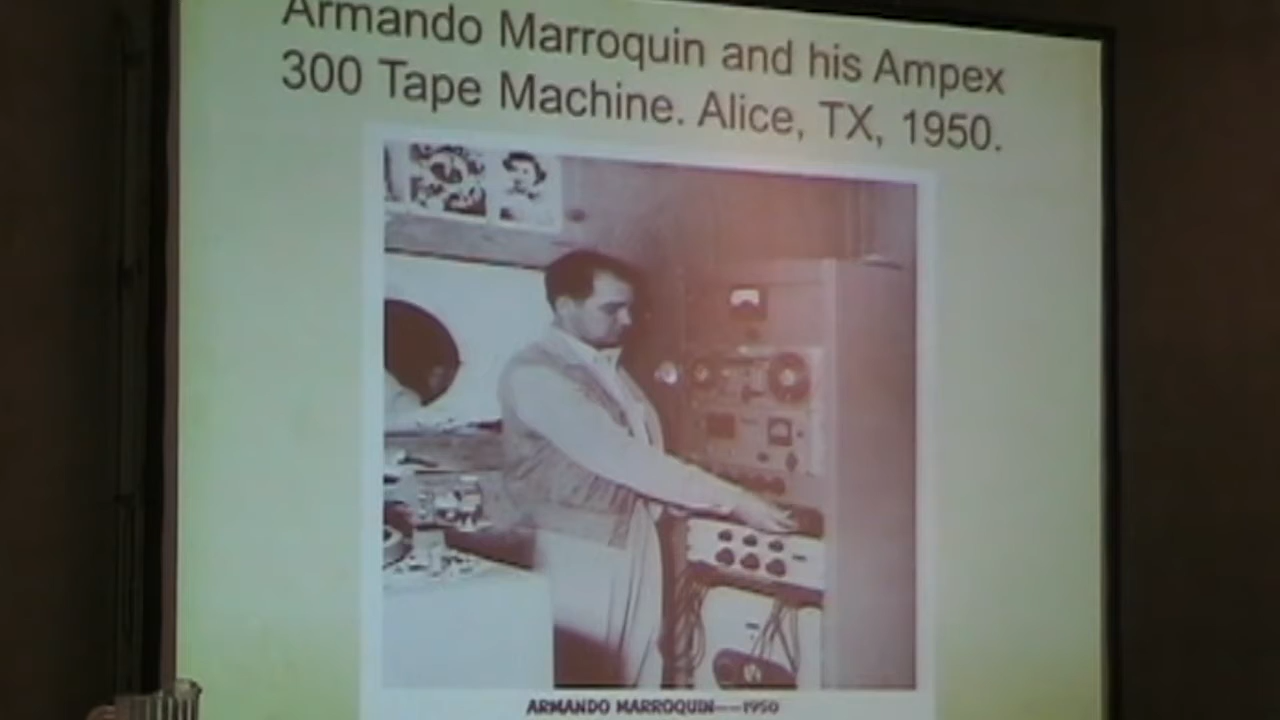 Armando Marroquin and his Ampex
300 Tape Machine. Alice, TX, 1950.
ARMANDO MARROQUIN––1950